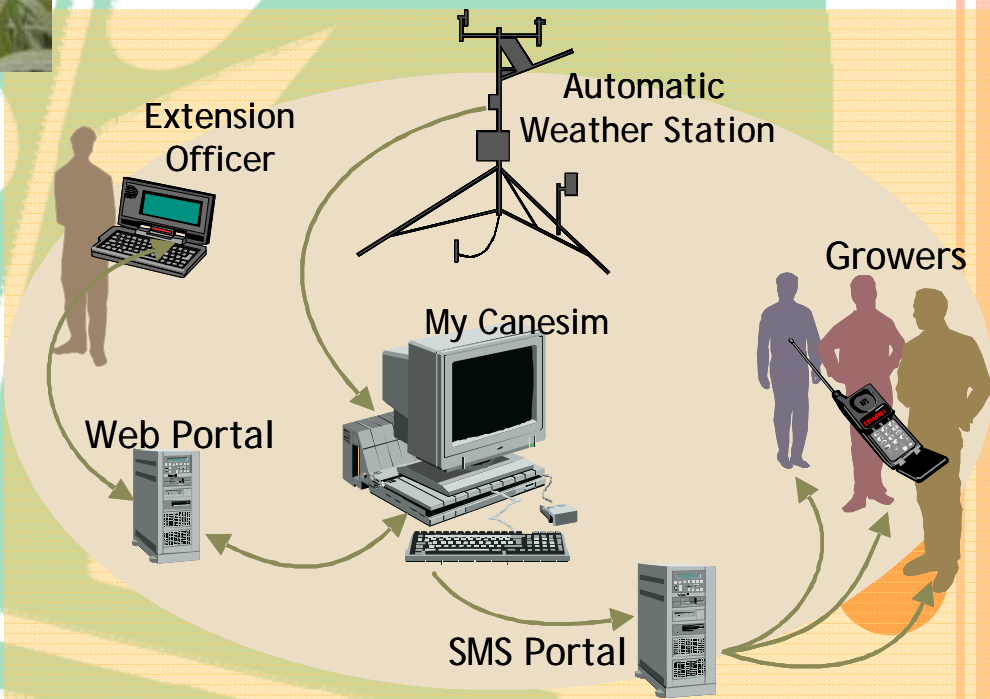 Automatic
Weather Station
Extension
Officer
Growers
My Canesim
Web Portal
SMS Portal